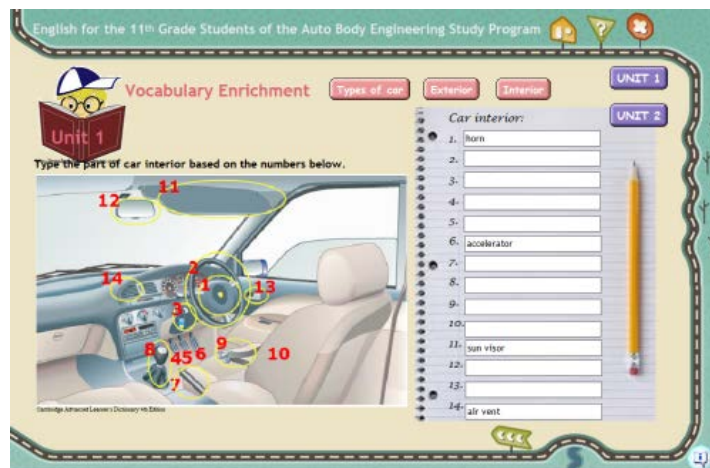 English for the 11th Grade Students of the Auto Body Engineering Study Program
Vocabulary Enrichment
Types of car
Exterior
Interior
UNIT 1
UNIT 2
Unit 1
Type the part of car interior based on the numbers below.
Car interior:
1. horn
2.
3.
4.
5.
6. accelerator
7.
8.
9.
10.
11. sun visor
12.
13.
14. air vent
11
12
2
1
14
13
3
9
8
4 5 6
10
7
Cambridge Advanced Learner's Dictionary 4th Edition